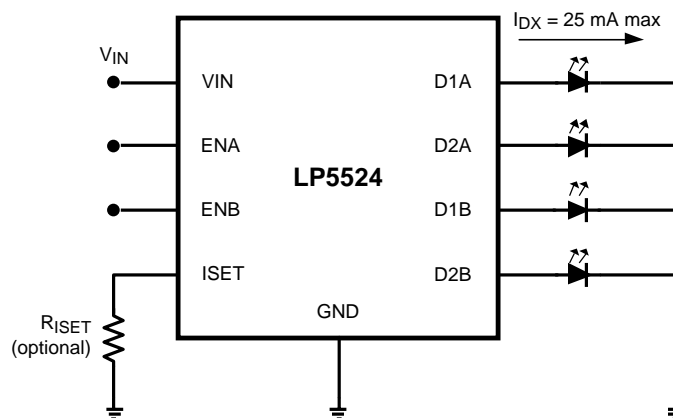 I_DX = 25 mA max
V_IN
VIN
D1A
ENA
D2A
LP5524
ENB
D1B
ISET
D2B
GND
R_ISET
(optional)